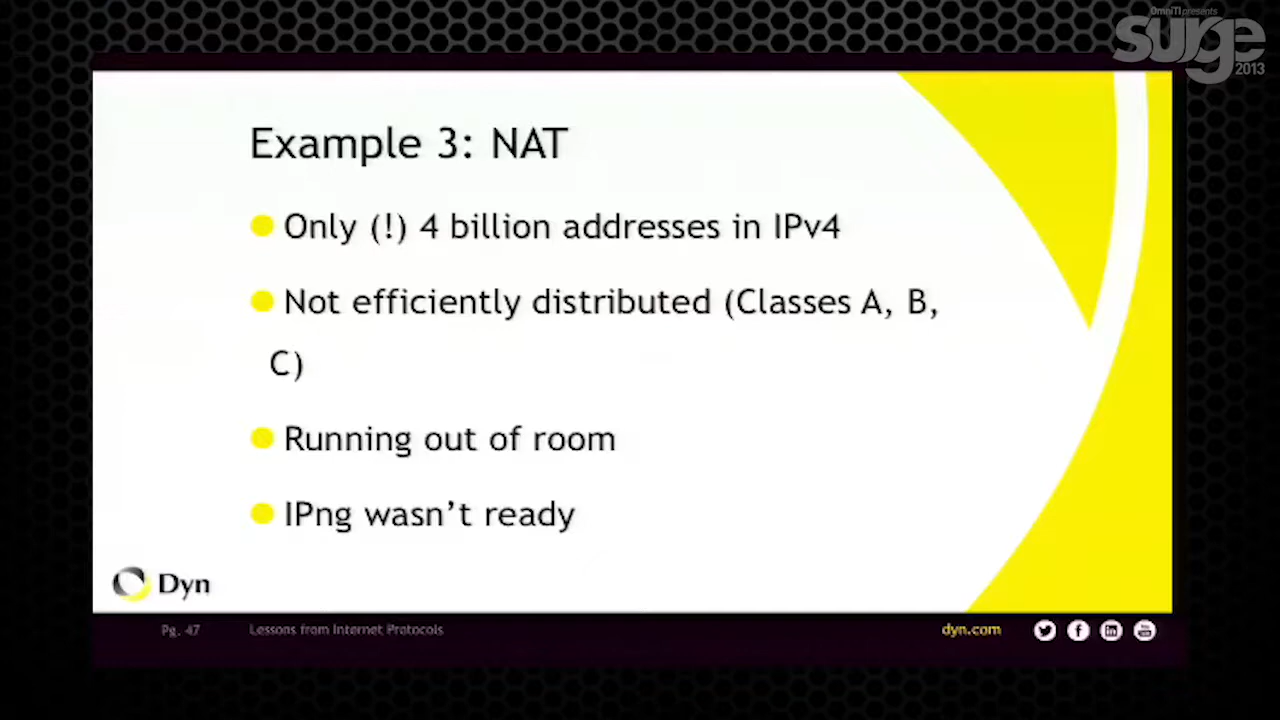 OmniTI presents
surge
2013
Example 3: NAT
Only (!) 4 billion addresses in IPv4
Not efficiently distributed (Classes A, B,
C)
Running out of room
IPng wasn't ready
Dyn
Pg. 47
Lessons from Internet Protocols
dyn.com